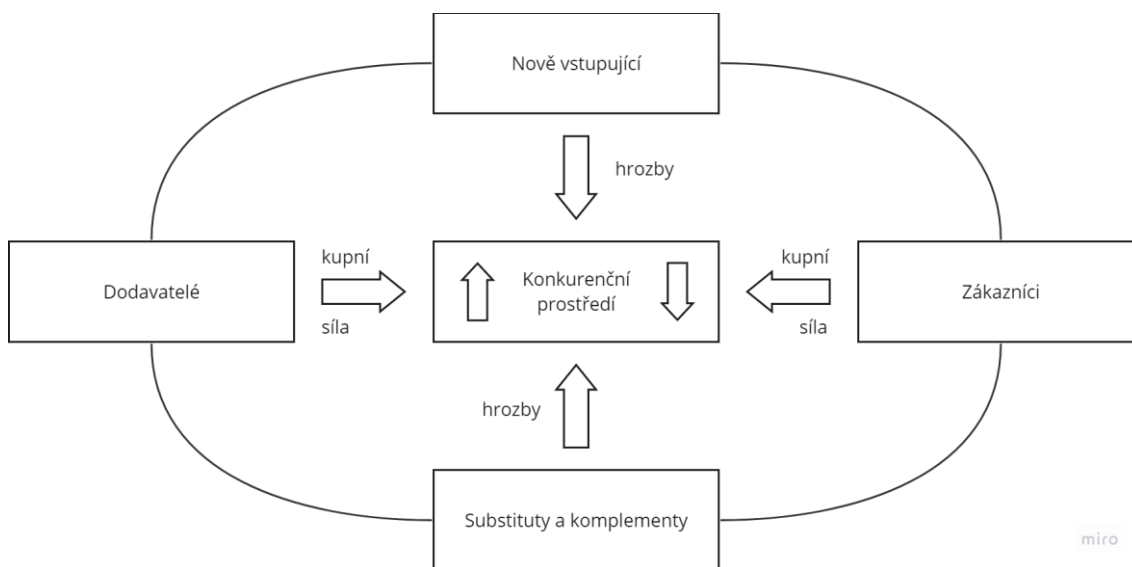 Nově vstupující
hrozby
kupní
síla
Dodavatelé
Konkurenční
prostředí
kupní
síla
Zákazníci
hrozby
Substituty a komplementy
miro